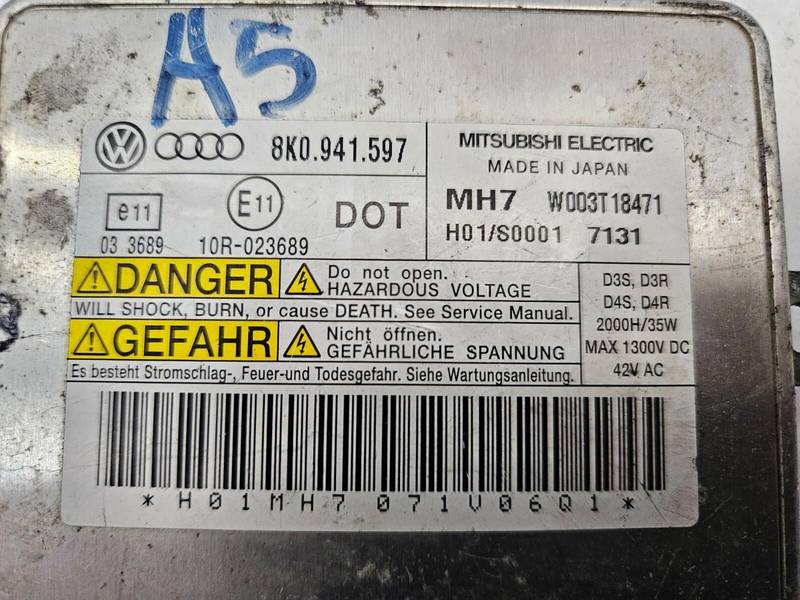 A5
8K0.941.597
MITSUBISHI ELECTRIC
MADE IN JAPAN
e11
E11
DOT
MH7 W003T18471
03 3689 10R-023689
H01/S0001 7131
DANGER
Do not open.
HAZARDOUS VOLTAGE
WILL SHOCK, BURN, or cause DEATH. See Service Manual.
GEFAHR
Nicht öffnen.
GEFÄHRLICHE SPANNUNG
Es besteht Stromschlag-, Feuer-und Todesgefahr. Siehe Wartungsanleitung.
D3S, D3R
D4S, D4R
2000H/35W
MAX 1300V DC
42V AC
*H01MH7071V06Q1*